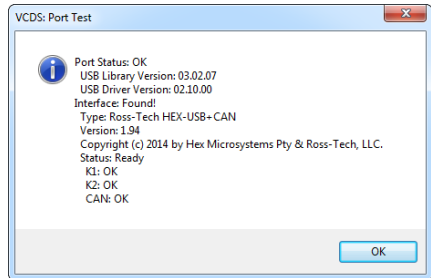 VCDS: Port Test
Port Status: OK
USB Library Version: 03.02.07
USB Driver Version: 02.10.00
Interface: Found!
Type: Ross-Tech HEX-USB+CAN
Version: 1.94
Copyright (c) 2014 by Hex Microsystems Pty & Ross-Tech, LLC.
Status: Ready
K1: OK
K2: OK
CAN: OK
OK